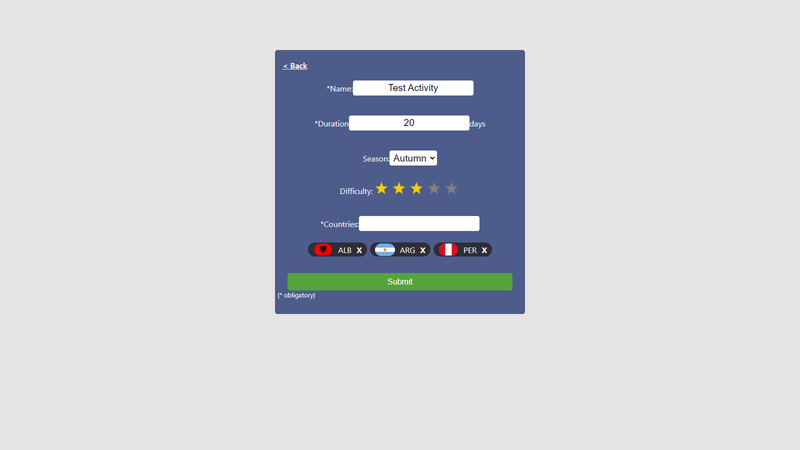 < Back
*Name: Test Activity
*Duration 20 days
Season: Autumn
Difficulty:
*Countries:
ALB X ARG X PER X
Submit
(* obligatory)